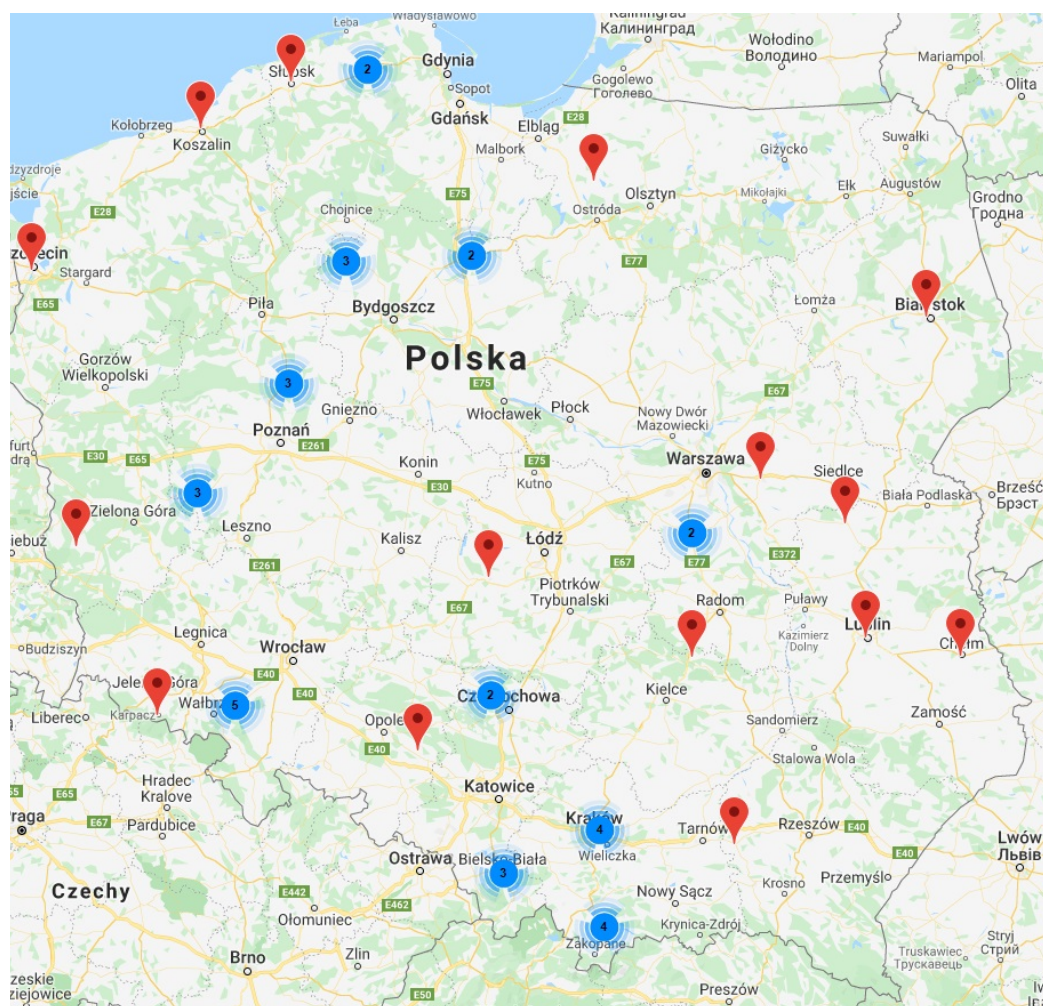 Kaliningrad
Калининград
Władysławowo
Łeba
Wołodino
Володино
Mariampol
Gdynia
Sopot
Gogolewo
Гоголево
Olita
Gdańsk
E28
Elbląg
Suwałki
Kołobrzeg
Koszalin
Malbork
Giżycko
E75
Olsztyn
Mikołajki
Ełk
Augustów
Grodno
Гродно
E28
Chojnice
Ostróda
E77
Stargard
E65
3
2
2
Piła
Bydgoszcz
Łomża
Gorzów
Wielkopolski
Polska
3
E75
Włocławek
Płock
E67
Gniezno
Nowy Dwór
Mazowiecki
Poznań
E261
E30
E65
Konin
E75
Kutno
Warszawa
Siedlce
E30
Biała Podlaska
Brześć
Брэст
3
Zielona Góra
Leszno
Kalisz
Łódź
2
E67
E77
E372
E261
Piotrków
Trybunalski
E67
Radom
Puławy
Kazimierz
Dolny
Legnica
Budziszyn
Wrocław
E40
Liberec
Karpacz
5
E40
2
Kielce
Sandomierz
Zamość
Opole
E40
Stalowa Wola
Hradec
Kralove
E65
Katowice
E67
Pardubice
Kraków
4
Tarnów
Rzeszów
E40
Wieliczka
E40
Lwów
Львів
Ostrawa
Bielsko-Biała
3
Przemyśl
Czechy
E442
E462
Nowy Sącz
Krosno
Ołomuniec
4
Krynica-Zdrój
Zakopane
Stryj
Стрий
Brno
Zlin
Truskawiec
Трускавець
E50
Preszów